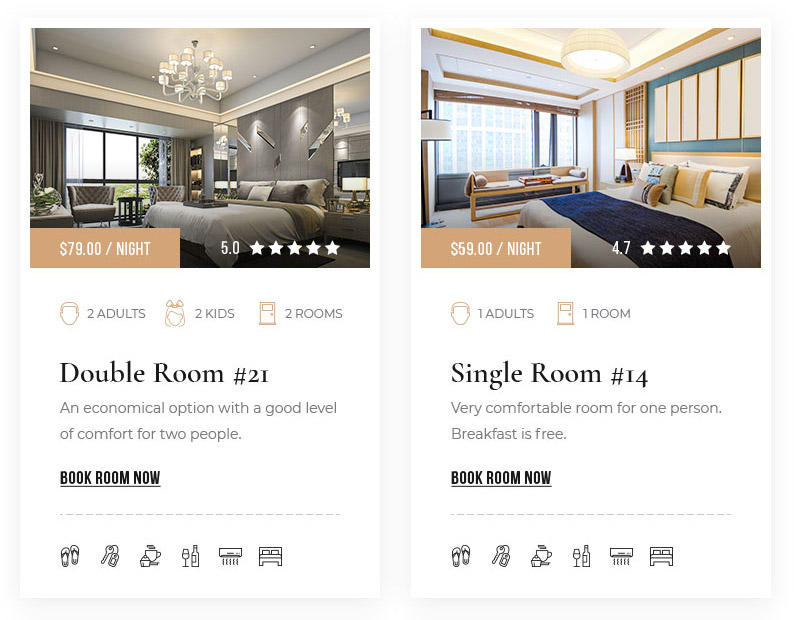 $79.00 / NIGHT
5.0
2 ADULTS
2 KIDS
2 ROOMS
Double Room #21
An economical option with a good level
of comfort for two people.
BOOK ROOM NOW
$59.00 / NIGHT
4.7
1 ADULTS
1 ROOM
Single Room #14
Very comfortable room for one person.
Breakfast is free.
BOOK ROOM NOW